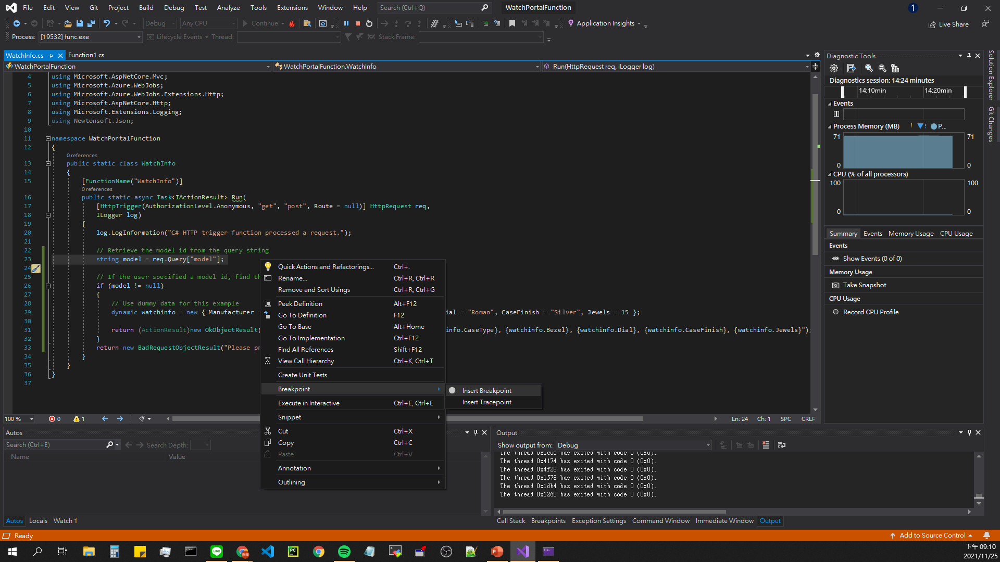 File Edit View Git Project Build Debug Test Analyze Tools Extensions Window Help Search (Ctrl+Q) WatchPortalFunction 1
Debug Any CPU Continue Application Insights Live Share
Process: [19532] func.exe Lifecycle Events Thread: Stack Frame:
WatchInfo.cs Function1.cs
WatchPortalFunction WatchPortalFunction.WatchInfo Run(HttpRequest req, ILogger log)
4 using Microsoft.AspNetCore.Mvc;
5 using Microsoft.Azure.WebJobs;
6 using Microsoft.Azure.WebJobs.Extensions.Http;
7 using Microsoft.AspNetCore.Http;
8 using Microsoft.Extensions.Logging;
9 using Newtonsoft.Json;
10
11 namespace WatchPortalFunction
12 {
0 references
13 public static class WatchInfo
14 {
15 [FunctionName("WatchInfo")]
0 references
16 public static async Task<IActionResult> Run(
17 [HttpTrigger(AuthorizationLevel.Anonymous, "get", "post", Route = null)] HttpRequest req,
18 ILogger log)
19 {
20 log.LogInformation("C# HTTP trigger function processed a request.");
21
22 // Retrieve the model id from the query string
23 string model = req.Query["model"];
24
25 // If the user specified a model id, find th
26 if (model != null)
27 {
28 // Use dummy data for this example
29 dynamic watchinfo = new { Manufacturer = ial = "Roman", CaseFinish = "Silver", Jewels = 15 };
30
31 return (ActionResult)new OkObjectResult( info.CaseType}, {watchinfo.Bezel}, {watchinfo.Dial}, {watchinfo.CaseFinish}, {watchinfo.Jewels}");
32 }
33 return new BadRequestObjectResult("Please pr
34 }
35 }
36 }
37
Quick Actions and Refactorings... Ctrl+.
Rename... Ctrl+R, Ctrl+R
Remove and Sort Usings Ctrl+R, Ctrl+G
Peek Definition Alt+F12
Go To Definition F12
Go To Base Alt+Home
Go To Implementation Ctrl+F12
Find All References Shift+F12
View Call Hierarchy Ctrl+K, Ctrl+T
Create Unit Tests
Breakpoint
Insert Breakpoint
Insert Tracepoint
Execute in Interactive Ctrl+E, Ctrl+E
Snippet
Cut Ctrl+X
Copy Ctrl+C
Paste Ctrl+V
Annotation
Outlining
100 % 0 1 Ln: 24 Ch: 1 SPC CRLF
Diagnostic Tools
Diagnostics session: 14:24 minutes
14:10min 14:20min
Events
Process Memory (MB) P...
71 71
0 0
CPU (% of all processors)
100 100
0 0
Summary Events Memory Usage CPU Usage
Events
Show Events (0 of 0)
Memory Usage
Take Snapshot
CPU Usage
Record CPU Profile
Solution Explorer
Git Changes
Autos
Search (Ctrl+E) Search Depth:
Name Value
Autos Locals Watch 1
Output
Show output from: Debug
The thread 0x1c0c has exited with code 0 (0x0).
The thread 0x4174 has exited with code 0 (0x0).
The thread 0x4f28 has exited with code 0 (0x0).
The thread 0x1578 has exited with code 0 (0x0).
The thread 0x1db4 has exited with code 0 (0x0).
The thread 0x1260 has exited with code 0 (0x0).
Call Stack Breakpoints Exception Settings Command Window Immediate Window Output
Ready Add to Source Control
下午 09:10
2021/11/25